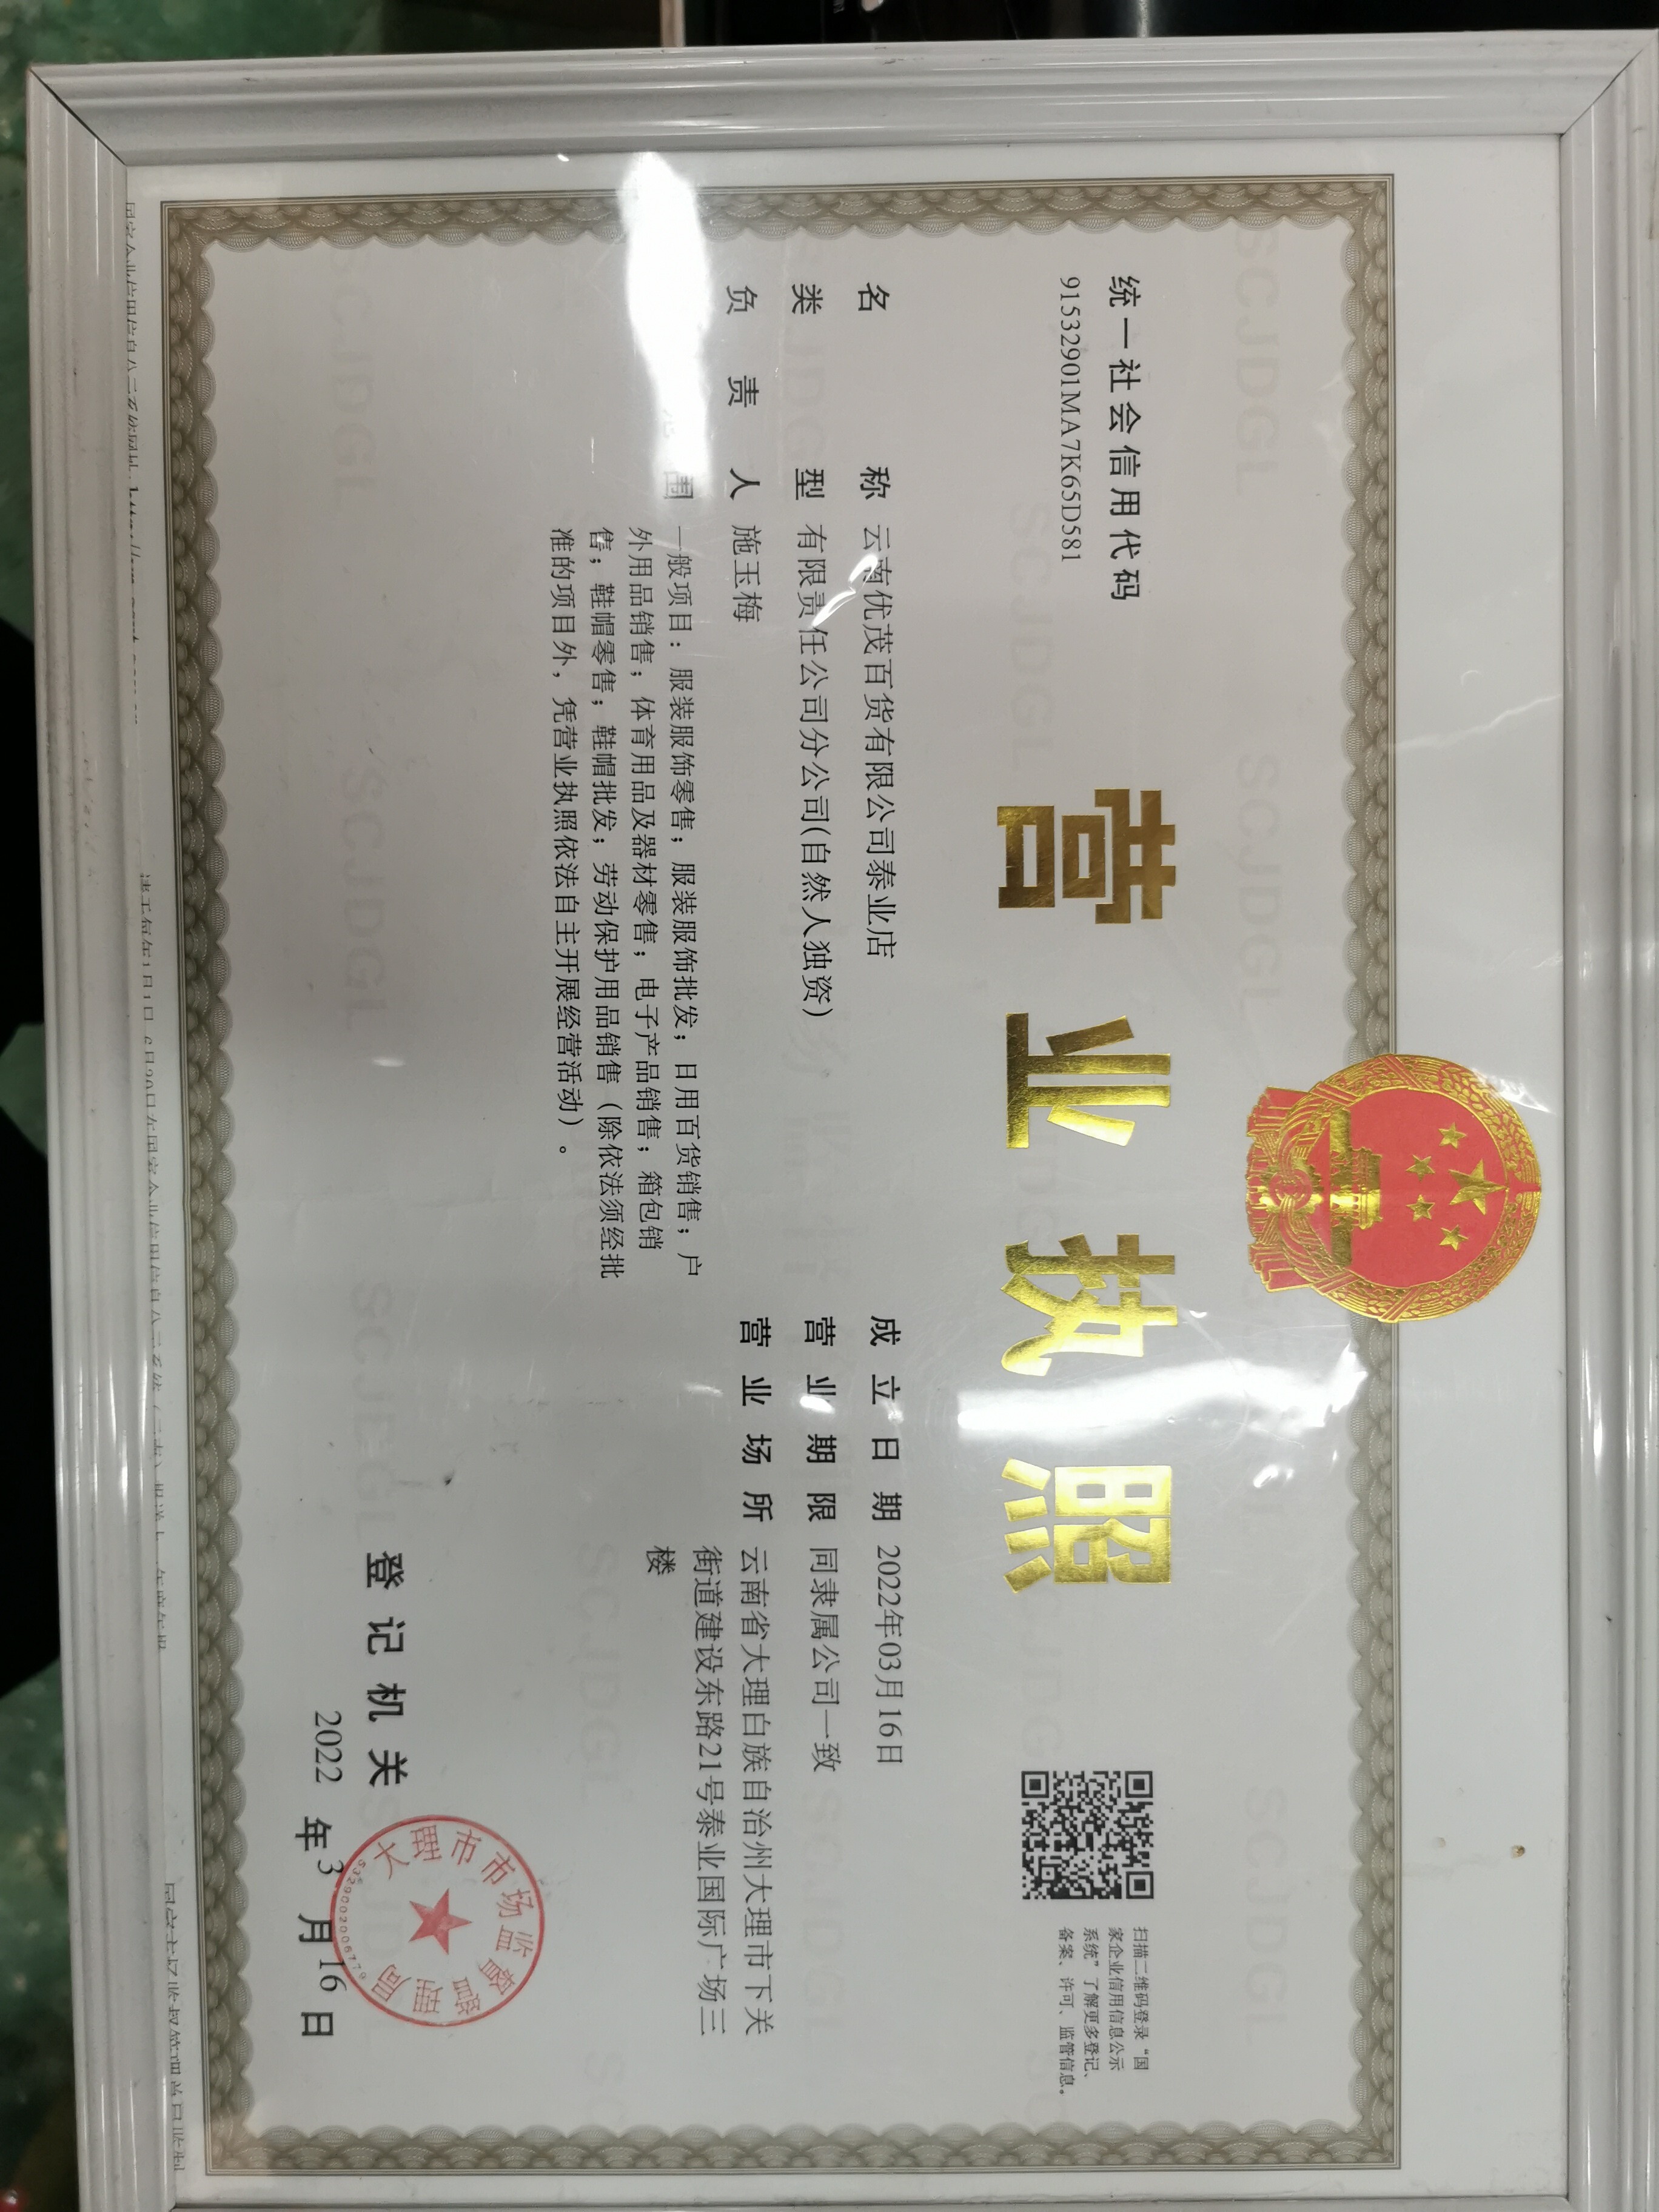 营业执照
统一社会信用代码
91532901MA7K65D581
扫描二维码登录“国
家企业信用信息公示
系统”了解更多登记、
备案、许可、监管信息。
名称 云南优茂百货有限公司泰业店
类型 有限责任公司分公司(自然人独资)
负责人 施玉梅
围 一般项目：服装服饰零售；服装服饰批发；日用百货销售；户
外用品销售；体育用品及器材零售；电子产品销售；箱包销
售；鞋帽零售；鞋帽批发；劳动保护用品销售（除依法须经批
准的项目外，凭营业执照依法自主开展经营活动）。
成立日期 2022年03月16日
营业期限 同隶属公司一致
营业场所 云南省大理白族自治州大理市下关
街道建设东路21号泰业国际广场三
楼
登记机关
大理市市场监督管理局
2022年3月16日